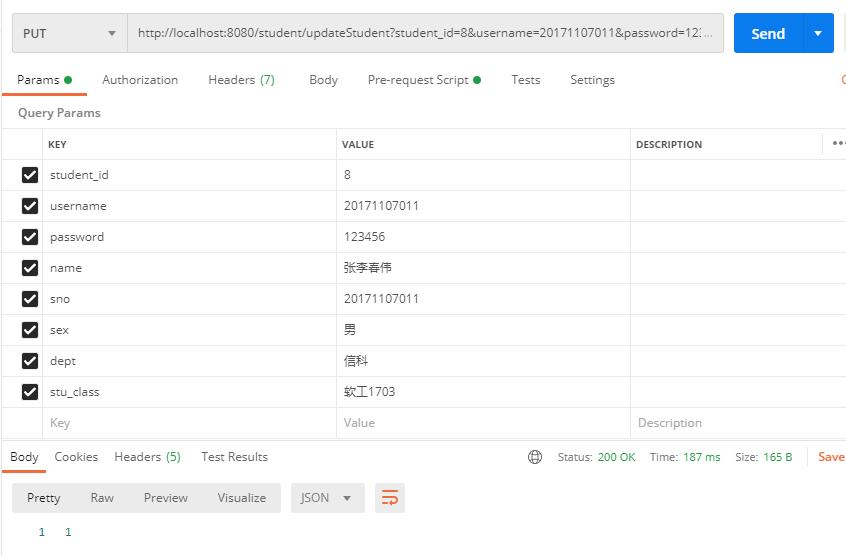 PUT http://localhost:8080/student/updateStudent?student_id=8&username=20171107011&password=123... Send
Params Authorization Headers (7) Body Pre-request Script Tests Settings
Query Params
KEY VALUE DESCRIPTION
student_id 8
username 20171107011
password 123456
name 张李春伟
sno 20171107011
sex 男
dept 信科
stu_class 软工1703
Key Value Description
Body Cookies Headers (5) Test Results Status: 200 OK Time: 187 ms Size: 165 B Save
Pretty Raw Preview Visualize JSON
1 1